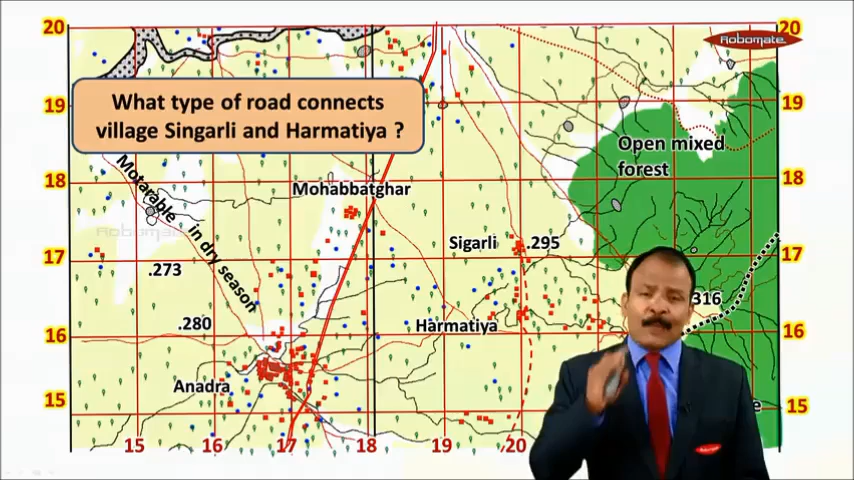 20
20
Robomate
What type of road connects
village Singarli and Harmatiya ?
19
19
Open mixed
forest
18
18
Mohabbatghar
Motarable in dry season
Robomate
17
17
Sigarli
.295
.273
316
.280
Harmatiya
16
16
Anadra
15
15
15
16
17
18
19
20